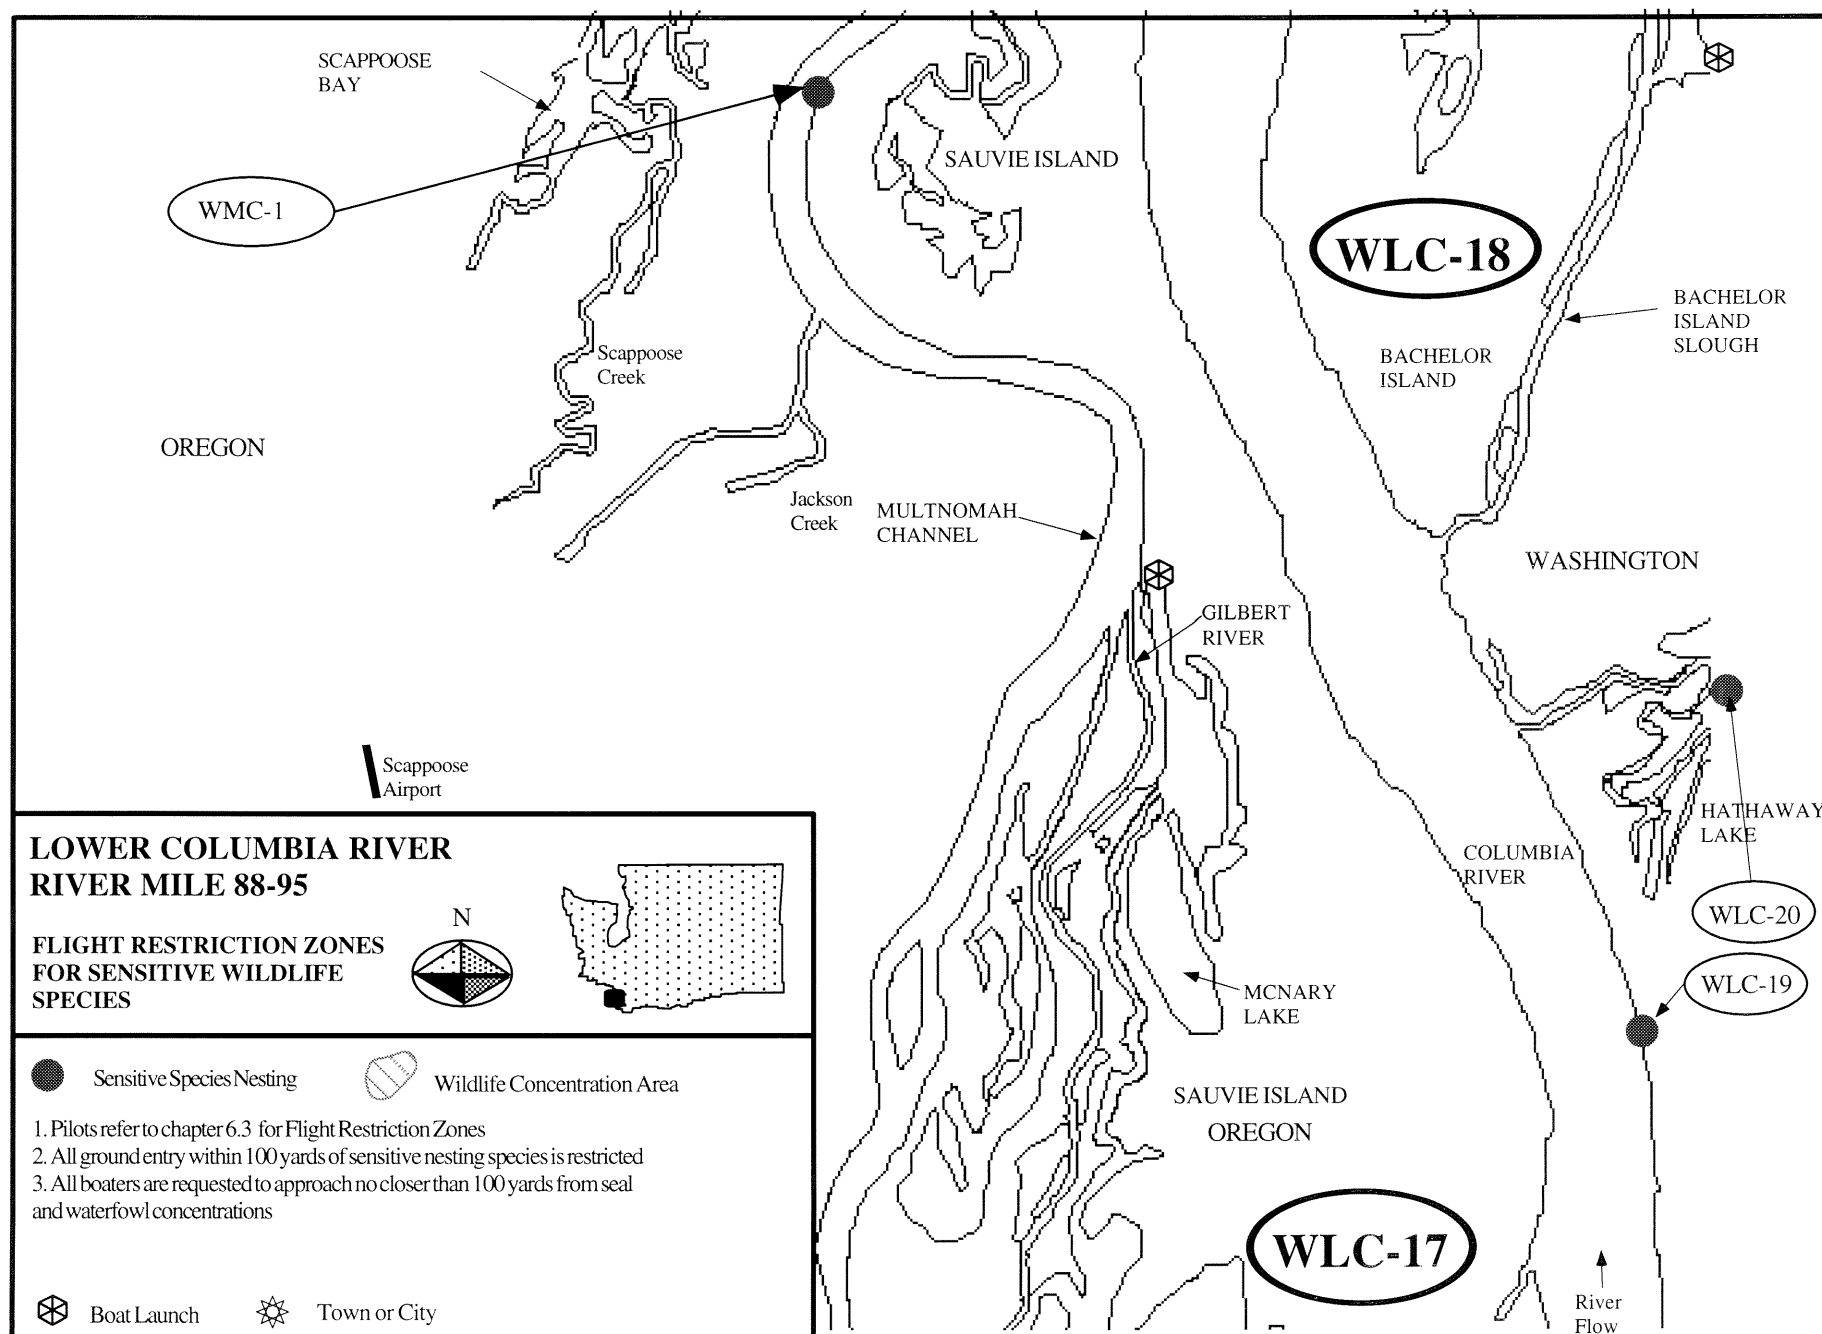 SCAPPOOSE
BAY
SAUVIE ISLAND
WMC-1
WLC-18
BACHELOR
ISLAND
SLOUGH
Scappoose
Creek
BACHELOR
ISLAND
OREGON
Jackson
Creek
MULTNOMAH
CHANNEL
WASHINGTON
GILBERT
RIVER
Scappoose
Airport
HATHAWAY
LAKE
COLUMBIA
RIVER
WLC-20
WLC-19
MCNARY
LAKE
SAUVIE ISLAND
OREGON
WLC-17
River
Flow
LOWER COLUMBIA RIVER
RIVER MILE 88-95
N
FLIGHT RESTRICTION ZONES
FOR SENSITIVE WILDLIFE
SPECIES
Sensitive Species Nesting
Wildlife Concentration Area
1. Pilots refer to chapter 6.3 for Flight Restriction Zones
2. All ground entry within 100 yards of sensitive nesting species is restricted
3. All boaters are requested to approach no closer than 100 yards from seal
and waterfowl concentrations
Boat Launch
Town or City